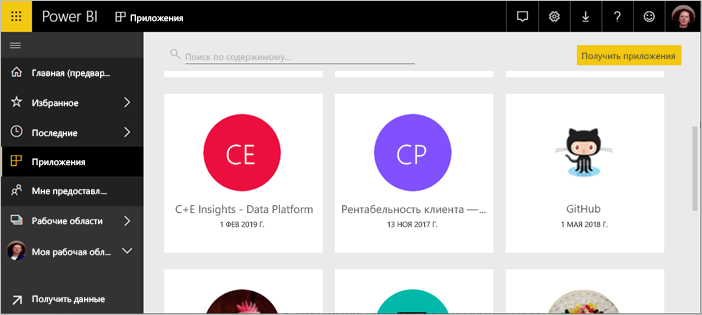 Power BI
Приложения
Поиск по содержимому...
Получить приложения
Главная (предвар...
Избранное
Последние
Приложения
Мне предоставл...
Рабочие области
Моя рабочая обл...
Получить данные
CE
C+E Insights - Data Platform
1 ФЕВ 2019 Г.
CP
Рентабельность клиента —...
13 НОЯ 2017 Г.
GitHub
1 МАЯ 2018 Г.